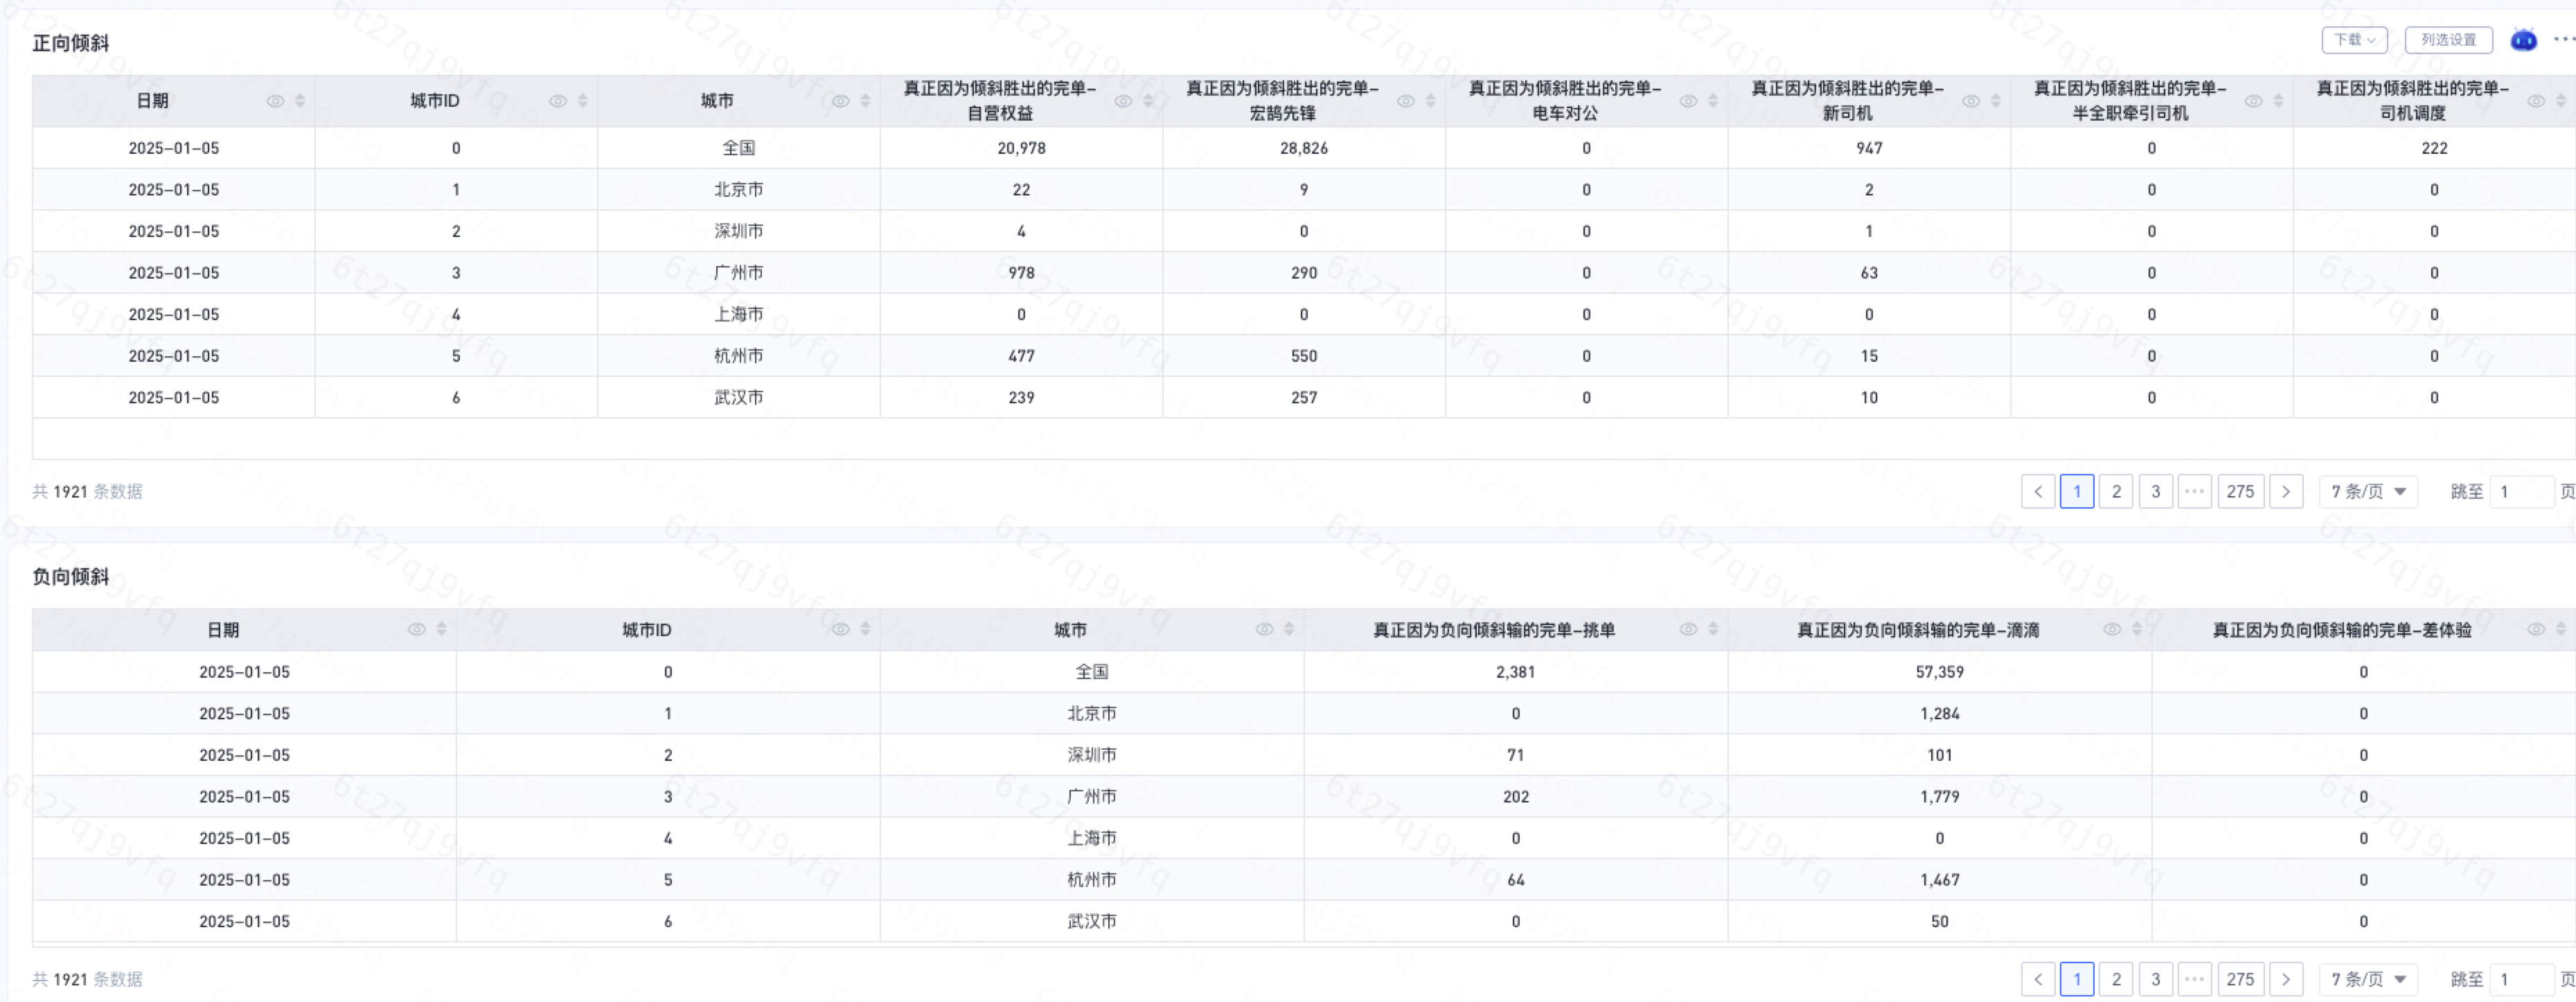 正向倾斜
下载
列选设置
日期 城市ID 城市 真正因为倾斜胜出的完单-自营权益 真正因为倾斜胜出的完单-宏鹄先锋 真正因为倾斜胜出的完单-电车对公 真正因为倾斜胜出的完单-新司机 真正因为倾斜胜出的完单-半全职牵引司机 真正因为倾斜胜出的完单-司机调度
2025-01-05 0 全国 20,978 28,826 0 947 0 222
2025-01-05 1 北京市 22 9 0 2 0 0
2025-01-05 2 深圳市 4 0 0 1 0 0
2025-01-05 3 广州市 978 290 0 63 0 0
2025-01-05 4 上海市 0 0 0 0 0 0
2025-01-05 5 杭州市 477 550 0 15 0 0
2025-01-05 6 武汉市 239 257 0 10 0 0
共 1921 条数据
1 2 3 ··· 275 7 条/页 跳至 1 页
负向倾斜
日期 城市ID 城市 真正因为负向倾斜输的完单-挑单 真正因为负向倾斜输的完单-滴滴 真正因为负向倾斜输的完单-差体验
2025-01-05 0 全国 2,381 57,359 0
2025-01-05 1 北京市 0 1,284 0
2025-01-05 2 深圳市 71 101 0
2025-01-05 3 广州市 202 1,779 0
2025-01-05 4 上海市 0 0 0
2025-01-05 5 杭州市 64 1,467 0
2025-01-05 6 武汉市 0 50 0
共 1921 条数据
1 2 3 ··· 275 7 条/页 跳至 1 页
6t27qj9vfq